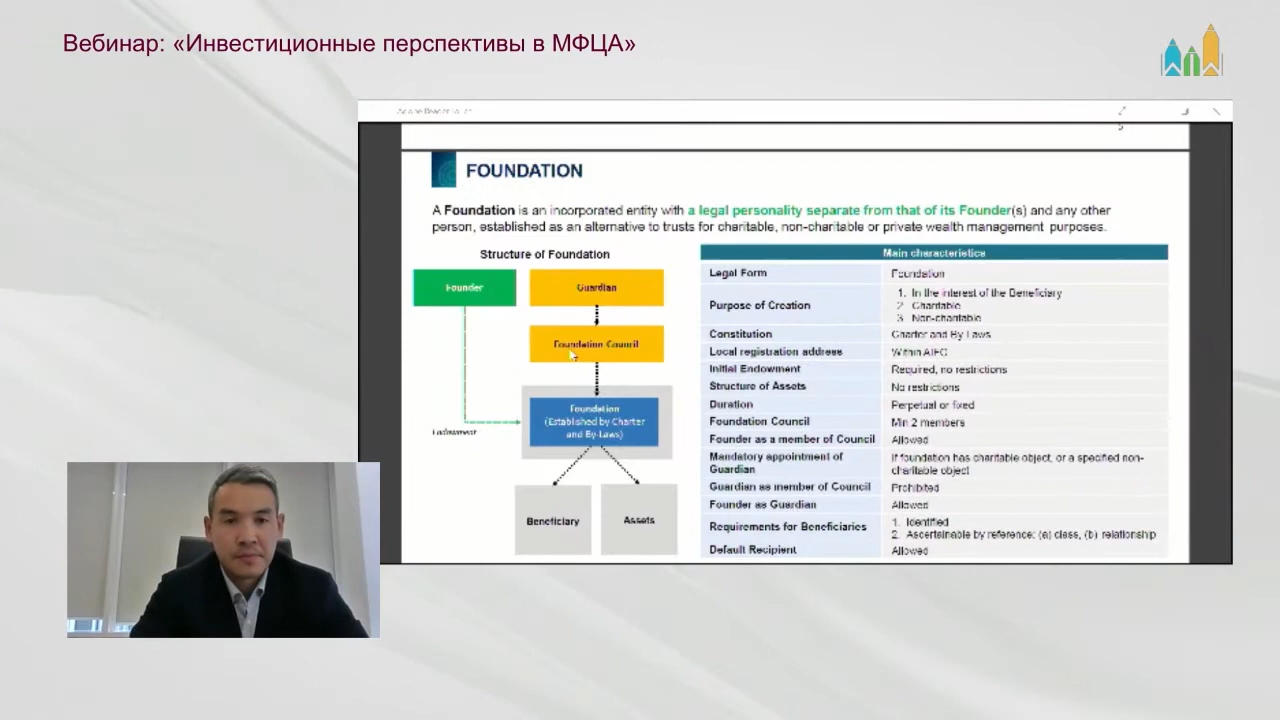 Вебинар: «Инвестиционные перспективы в МФЦА»
FOUNDATION
A Foundation is an incorporated entity with a legal personality separate from that of its Founder(s) and any other
person, established as an alternative to trusts for charitable, non-charitable or private wealth management purposes.
Structure of Foundation
Founder
Guardian
Foundation Council
Foundation
(Established by Charter
and By-Laws)
Endowment
Beneficiary
Assets
Main characteristics
Legal Form Foundation
Purpose of Creation
1. In the interest of the Beneficiary
2. Charitable
3. Non-charitable
Constitution Charter and By-Laws
Local registration address Within AIFC
Initial Endowment Required, no restrictions
Structure of Assets No restrictions
Duration Perpetual or fixed
Foundation Council Min 2 members
Founder as a member of Council Allowed
Mandatory appointment of
Guardian
If foundation has charitable object, or a specified non-
charitable object
Guardian as member of Council Prohibited
Founder as Guardian Allowed
Requirements for Beneficiaries
1. Identified
2. Ascertainable by reference: (a) class, (b) relationship
Default Recipient Allowed